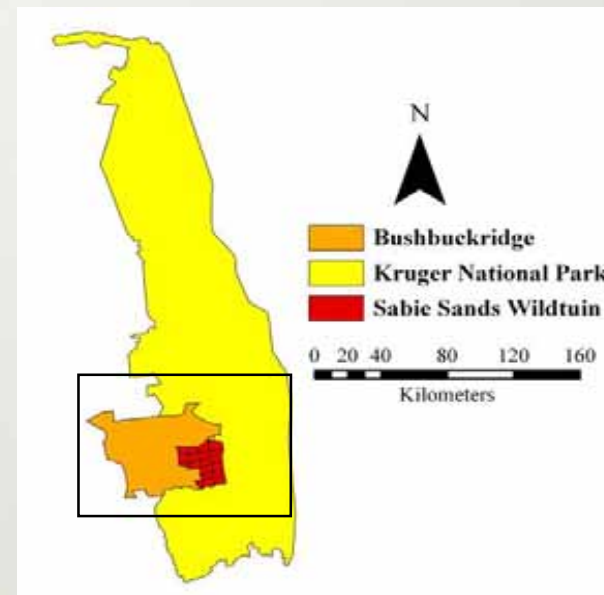 N
Bushbuckridge
Kruger National Park
Sabie Sands Wildtuin
0 20 40 80 120 160
Kilometers